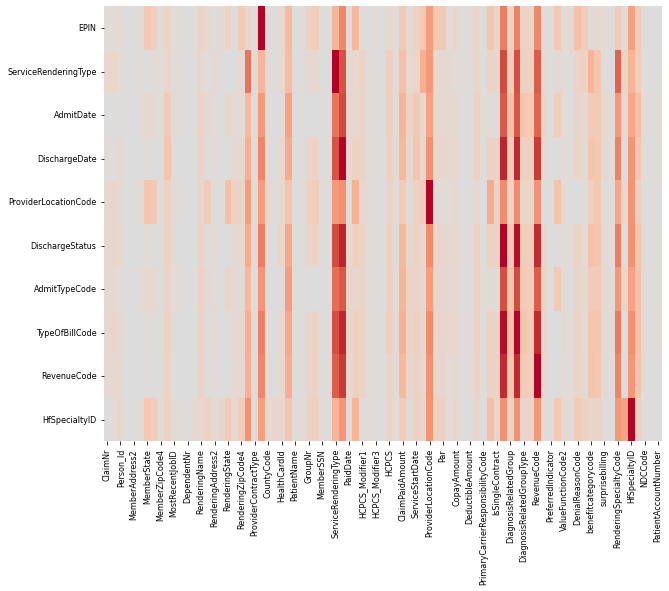 EPIN
ServiceRenderingType
AdmitDate
DischargeDate
ProviderLocationCode
DischargeStatus
AdmitTypeCode
TypeOfBillCode
RevenueCode
HfSpecialtyID
ClaimNr
Person_Id
MemberAddress2
MemberState
MemberZipCode4
MostRecentJobID
DependentNr
RenderingName
RenderingAddress2
RenderingState
RenderingZipCode4
ProviderContractType
CountyCode
HealthCardId
PatientName
GroupNr
MemberSSN
ServiceRenderingType
PaidDate
HCPCS_Modifier1
HCPCS_Modifier3
HCPCS
ClaimPaidAmount
ServiceStartDate
ProviderLocationCode
Par
CopayAmount
DeductbleAmount
PrimaryCarrierResponsibilityCode
IsSingleContract
DiagnosisRelatedGroup
DiagnosisRelatedGroupType
RevenueCode
PreferredIndicator
ValueFunctionCode2
DenialReasonCode
benefitcategorycode
surprisebilling
RenderingSpecialtyCode
HfSpecialtyID
NDCCode
PatientAccountNumber